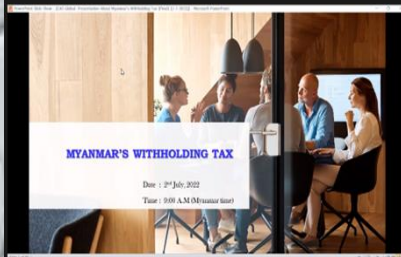 MYANMAR'S WITHHOLDING TAX
Date : 2nd July, 2022
Time : 9:00 A.M (Myanmar time)